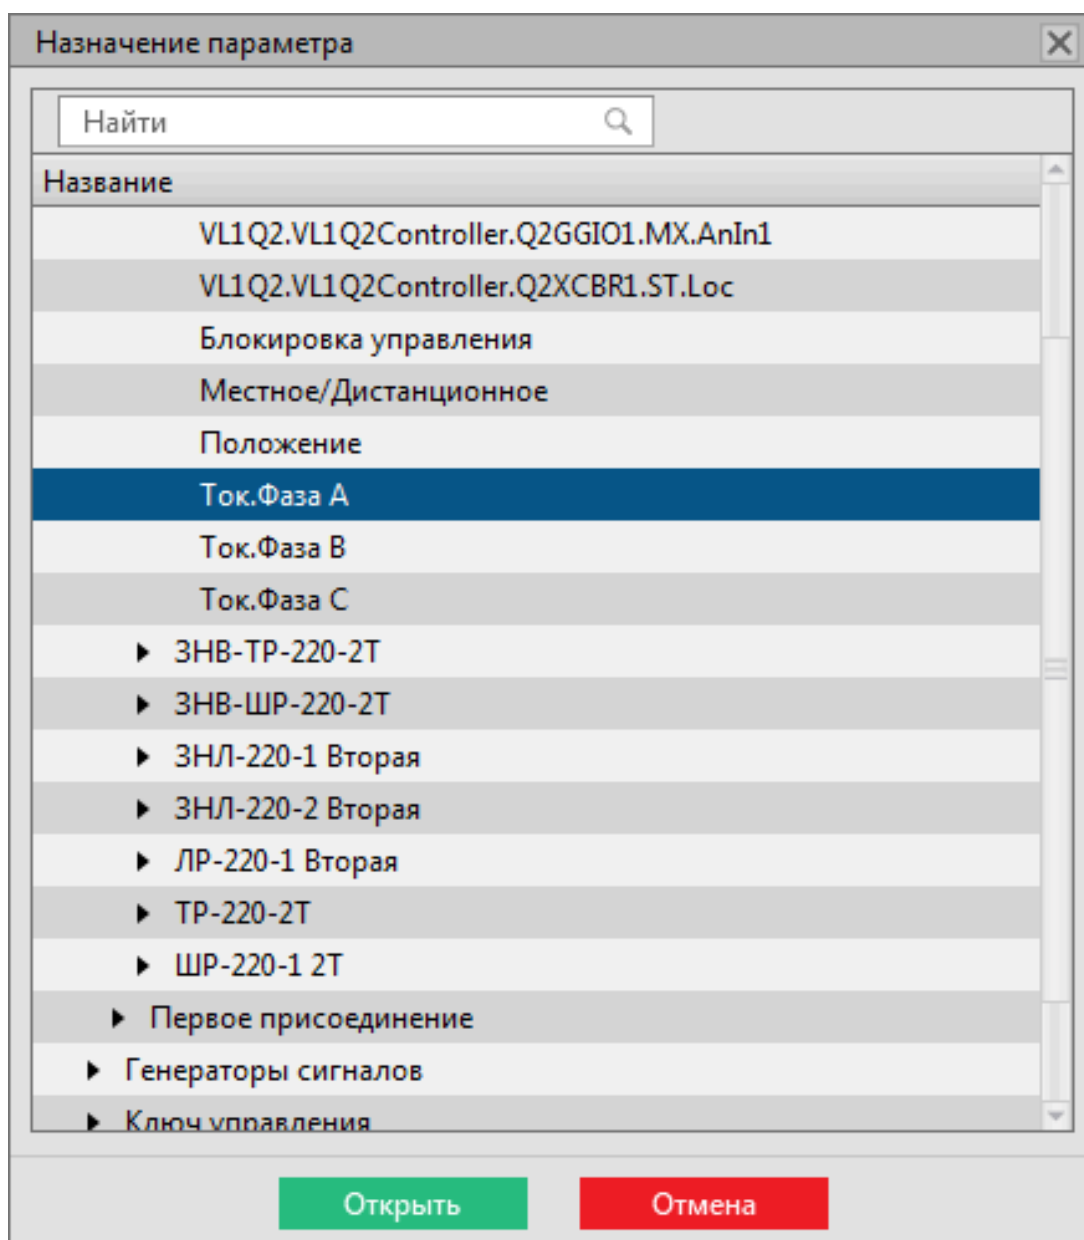 Назначение параметра
Найти
Название
VL1Q2.VL1Q2Controller.Q2GGIO1.MX.AnIn1
VL1Q2.VL1Q2Controller.Q2XCBR1.ST.Loc
Блокировка управления
Местное/Дистанционное
Положение
Ток.Фаза А
Ток.Фаза В
Ток.Фаза С
ЗНВ-ТР-220-2Т
ЗНВ-ШР-220-2Т
ЗНЛ-220-1 Вторая
ЗНЛ-220-2 Вторая
ЛР-220-1 Вторая
ТР-220-2Т
ШР-220-1 2Т
Первое присоединение
Генераторы сигналов
Ключ управления
Открыть
Отмена